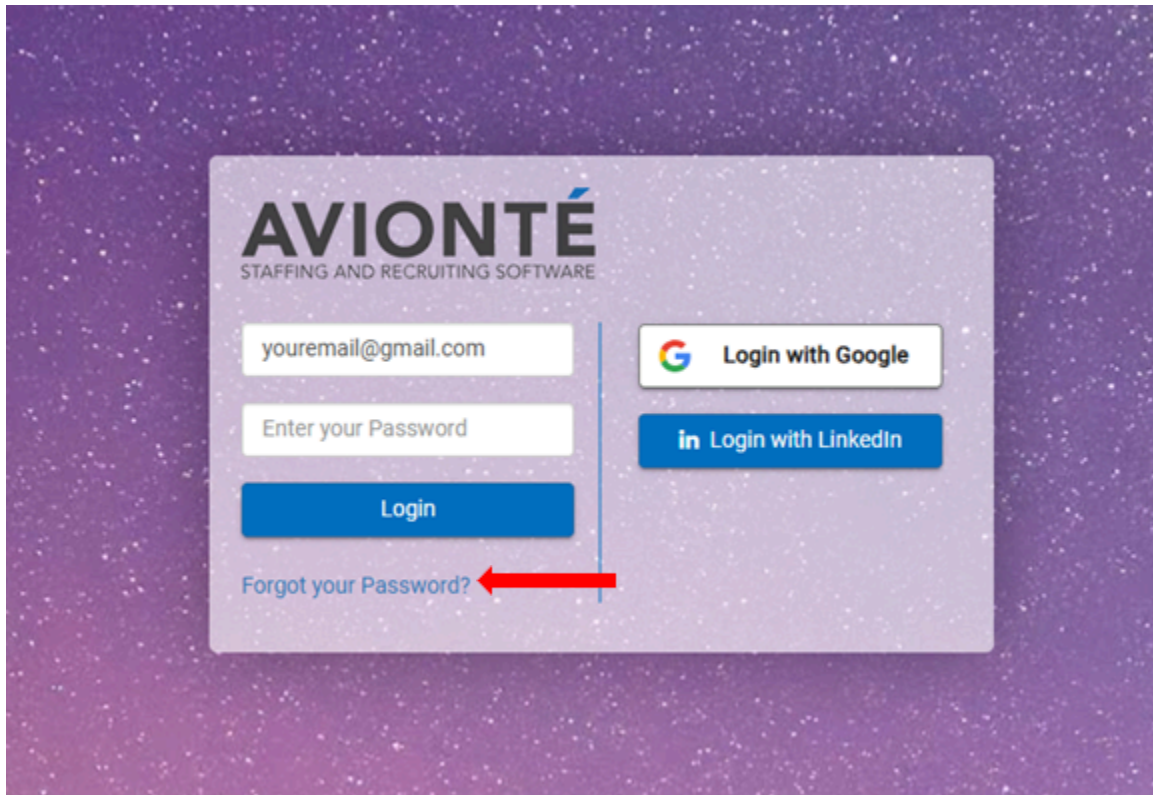 AVIONTÉ
STAFFING AND RECRUITING SOFTWARE
youremail@gmail.com
Enter your Password
Login
Forgot your Password?
Login with Google
in Login with LinkedIn